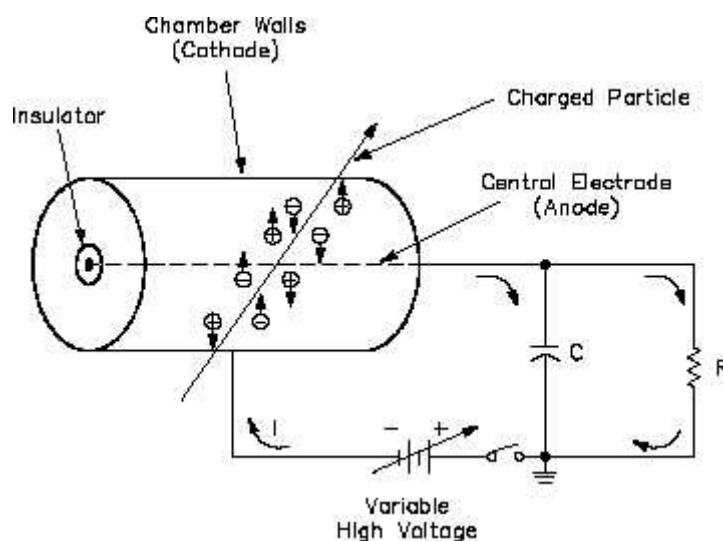 Chamber Walls
(Cathode)
Charged Particle
Insulator
Central Electrode
(Anode)
C
R
I
- +
Variable
High Voltage